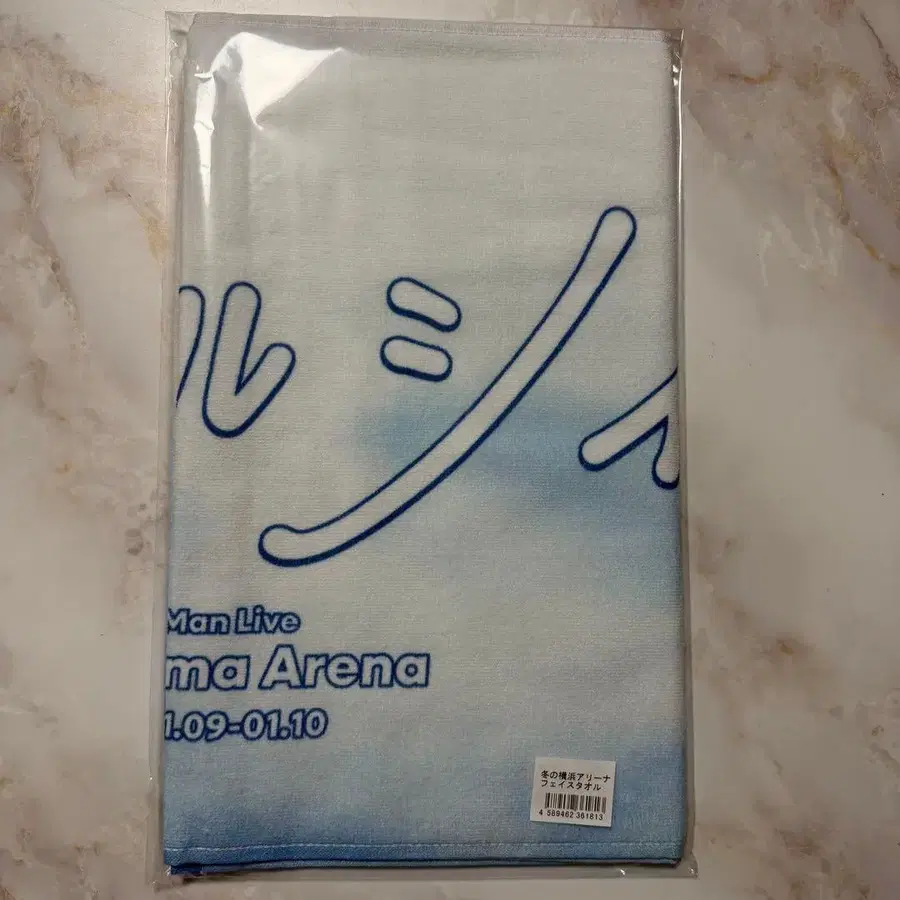 ルシィ
Man Live
ma Arena
1.09-01.10
冬の横浜アリーナ
フェイスタオル
4 589462 361813